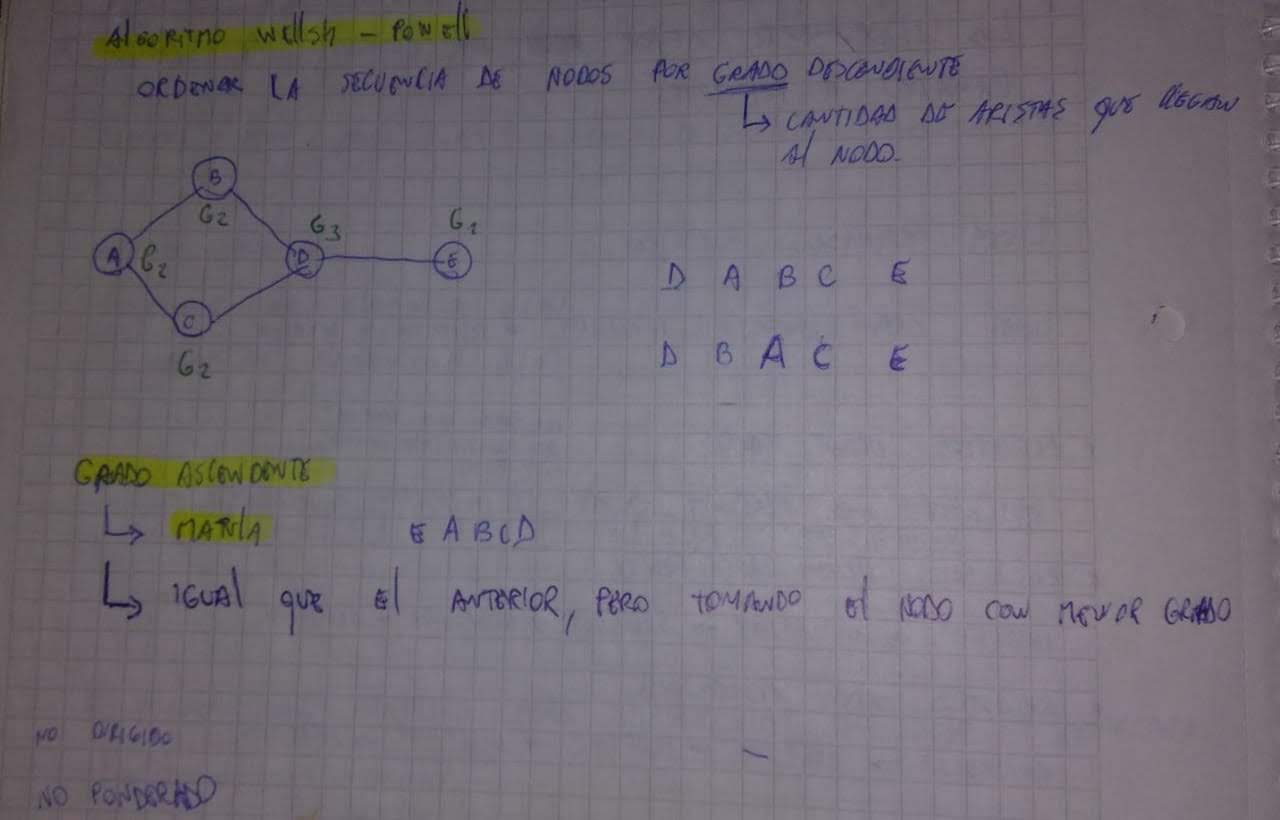 Algoritmo Wellsh - Powell
ORDENAR LA SECUENCIA DE NODOS POR GRADO DESCENDIENTE
CANTIDAD DE ARISTAS QUE LLEGAN
Al NODO.
B
G2
G3
G1
A
G2
D
E
C
G2
D A B C E
D B A C E
GRADO ASCENDENTE
MATULA
E A B C D
IGUAL QUE El ANTERIOR, PERO TOMANDO El NODO CON MENOR GRADO
NO DIRIGIDO
NO PONDERADO